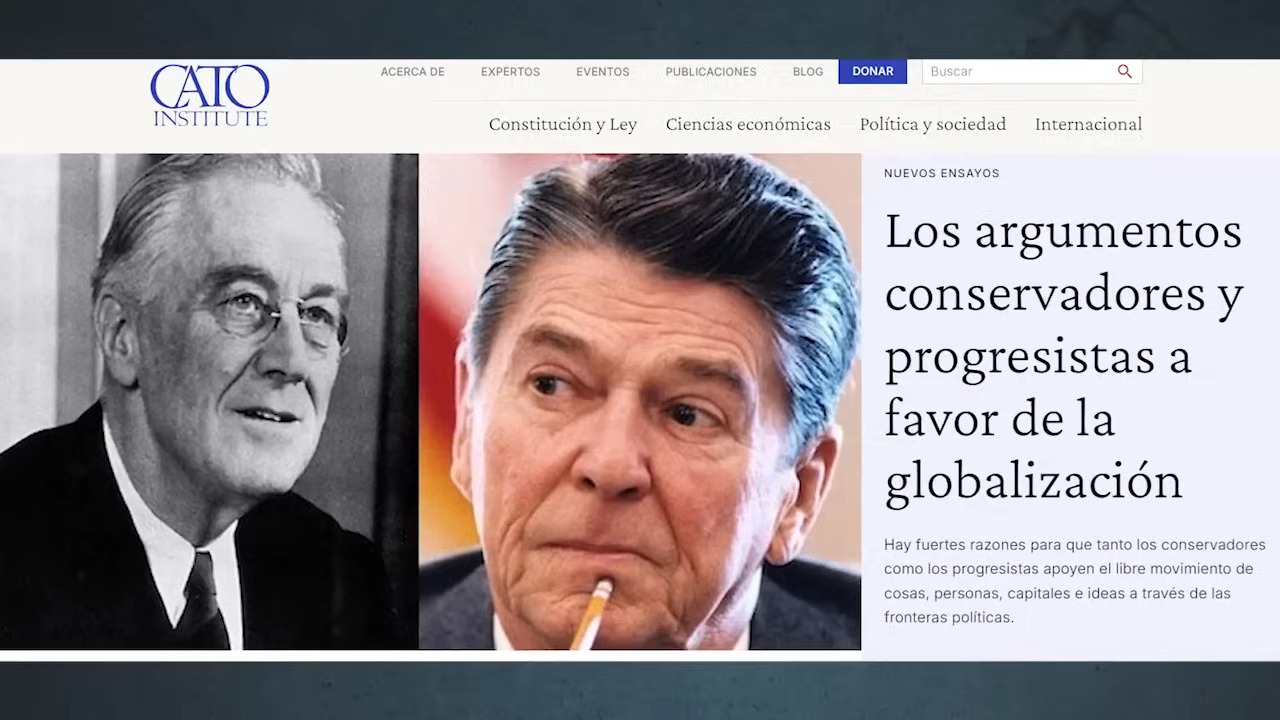 CATO
INSTITUTE
ACERCA DE EXPERTOS EVENTOS PUBLICACIONES BLOG DONAR Buscar
Constitución y Ley Ciencias económicas Política y sociedad Internacional
NUEVOS ENSAYOS
Los argumentos
conservadores y
progresistas a
favor de la
globalización
Hay fuertes razones para que tanto los conservadores
como los progresistas apoyen el libre movimiento de
cosas, personas, capitales e ideas a través de las
fronteras políticas.